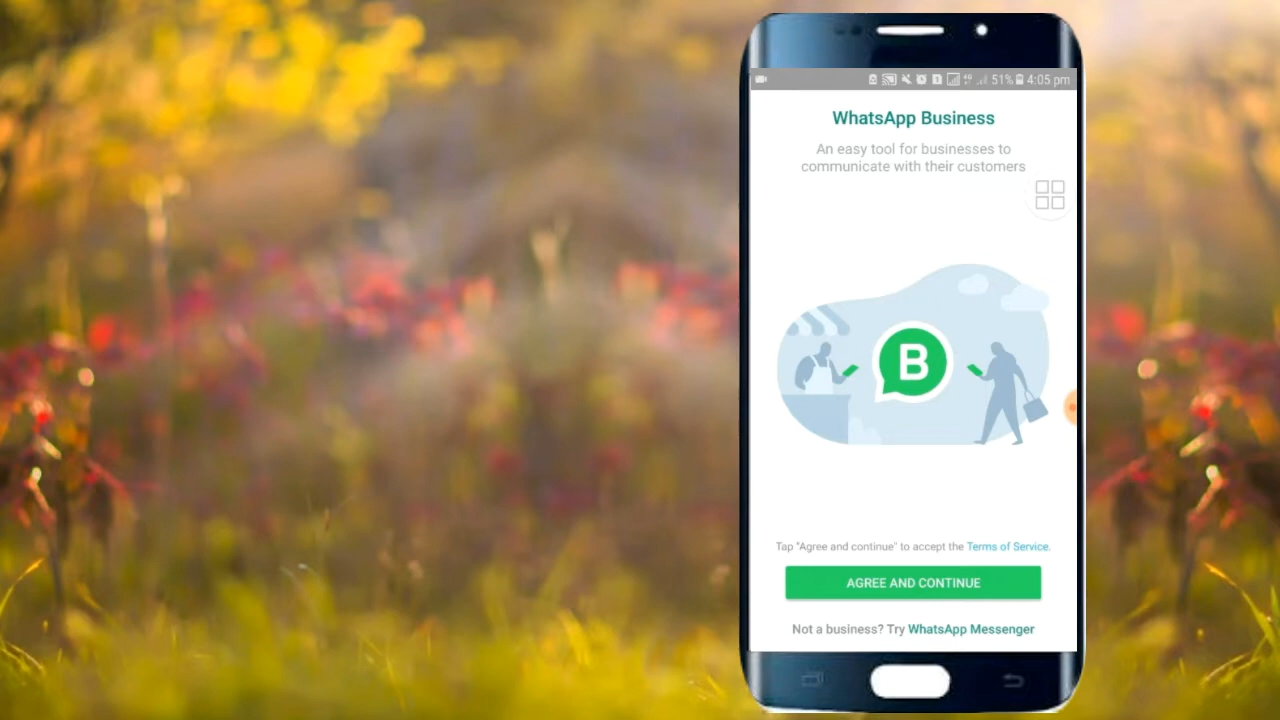 51% 4:05 pm
WhatsApp Business
An easy tool for businesses to
communicate with their customers
B
Tap "Agree and continue" to accept the Terms of Service.
AGREE AND CONTINUE
Not a business? Try WhatsApp Messenger